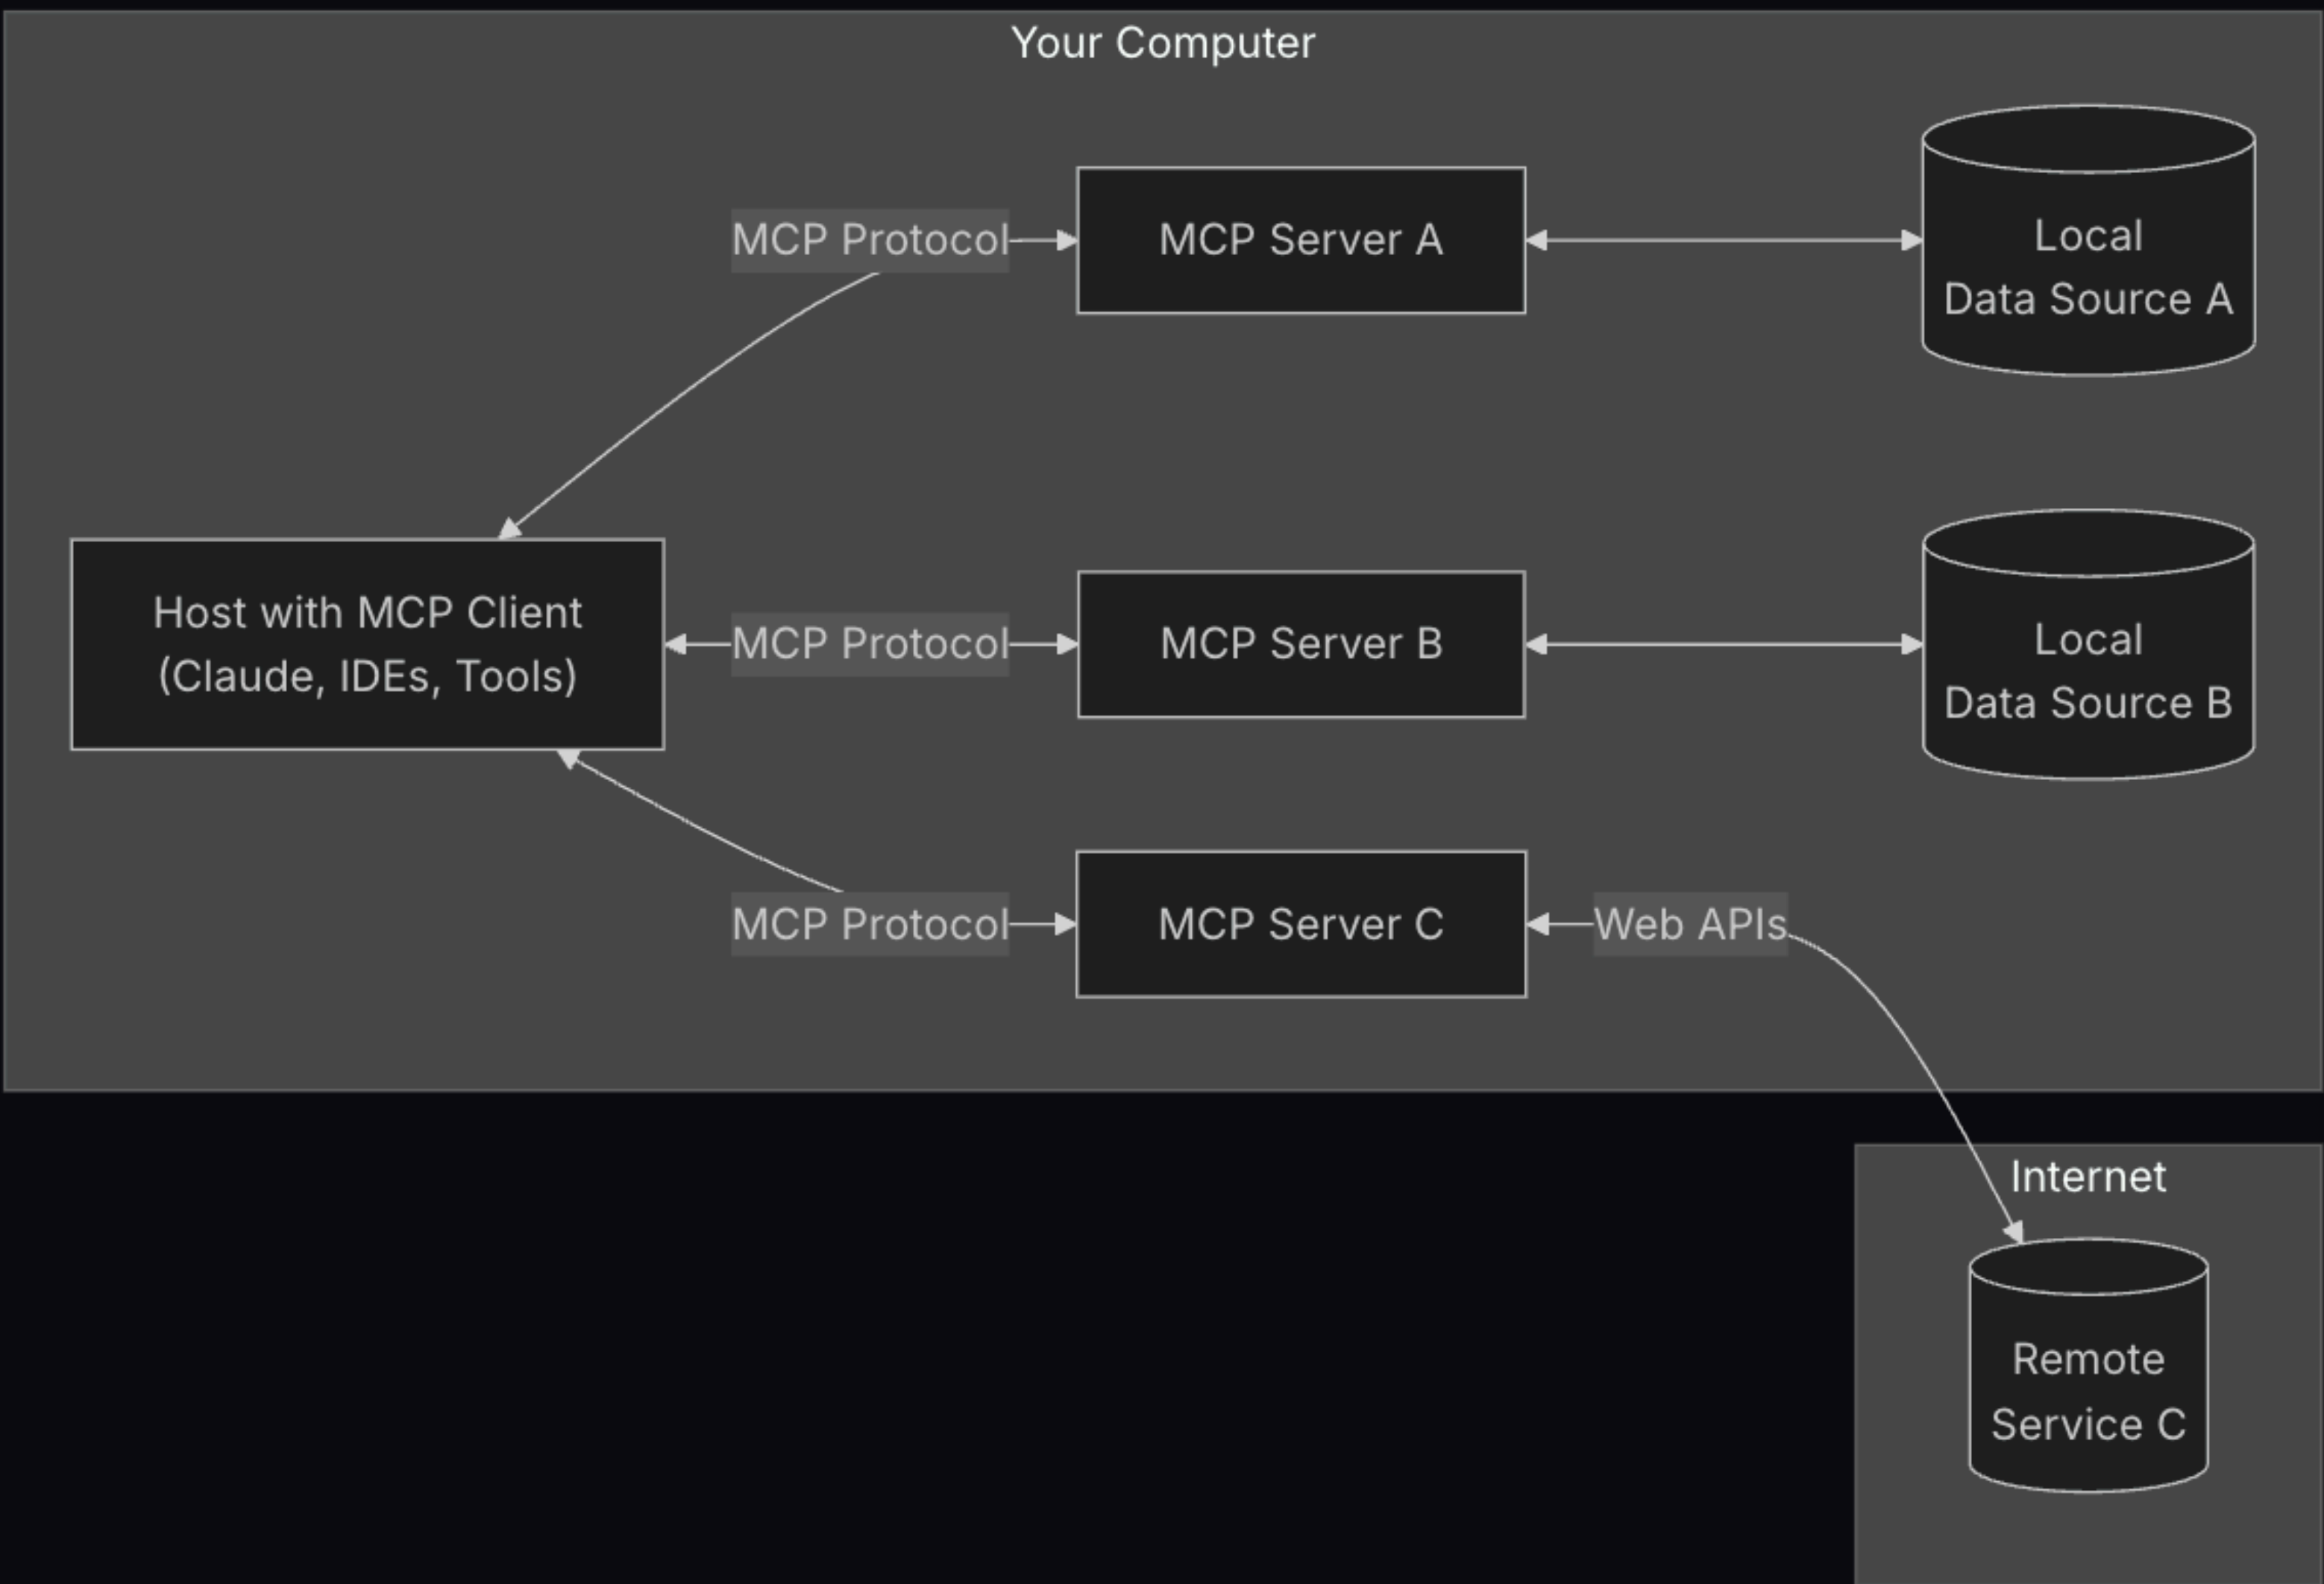 Your Computer
MCP Protocol
MCP Server A
Local
Data Source A
Host with MCP Client
(Claude, IDEs, Tools)
MCP Protocol
MCP Server B
Local
Data Source B
MCP Protocol
MCP Server C
Web APIs
Internet
Remote
Service C